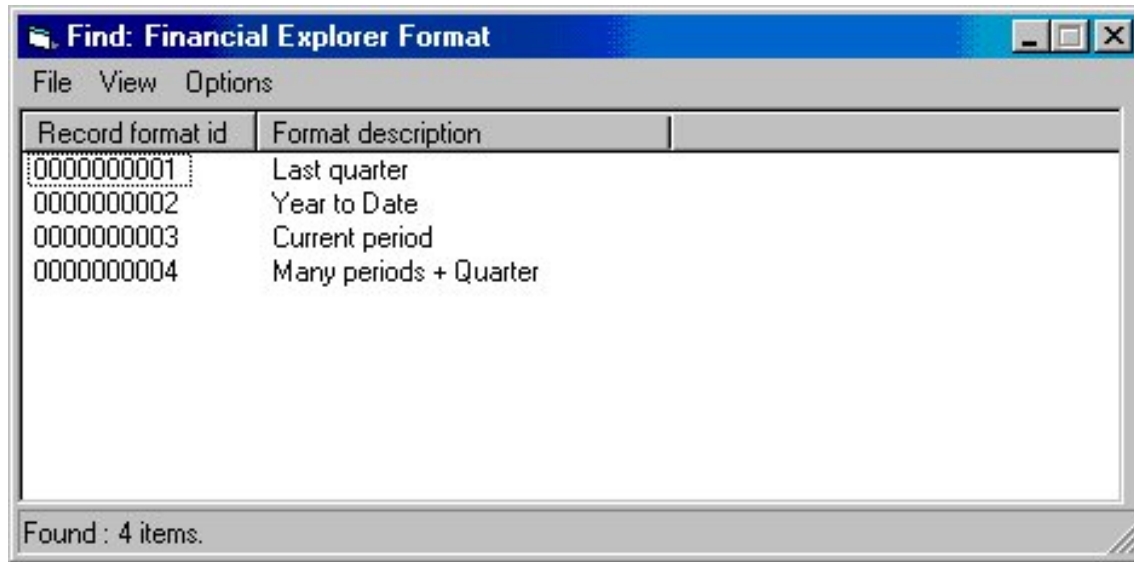 Find: Financial Explorer Format
File View Options
Record format id Format description
0000000001 Last quarter
0000000002 Year to Date
0000000003 Current period
0000000004 Many periods + Quarter
Found : 4 items.